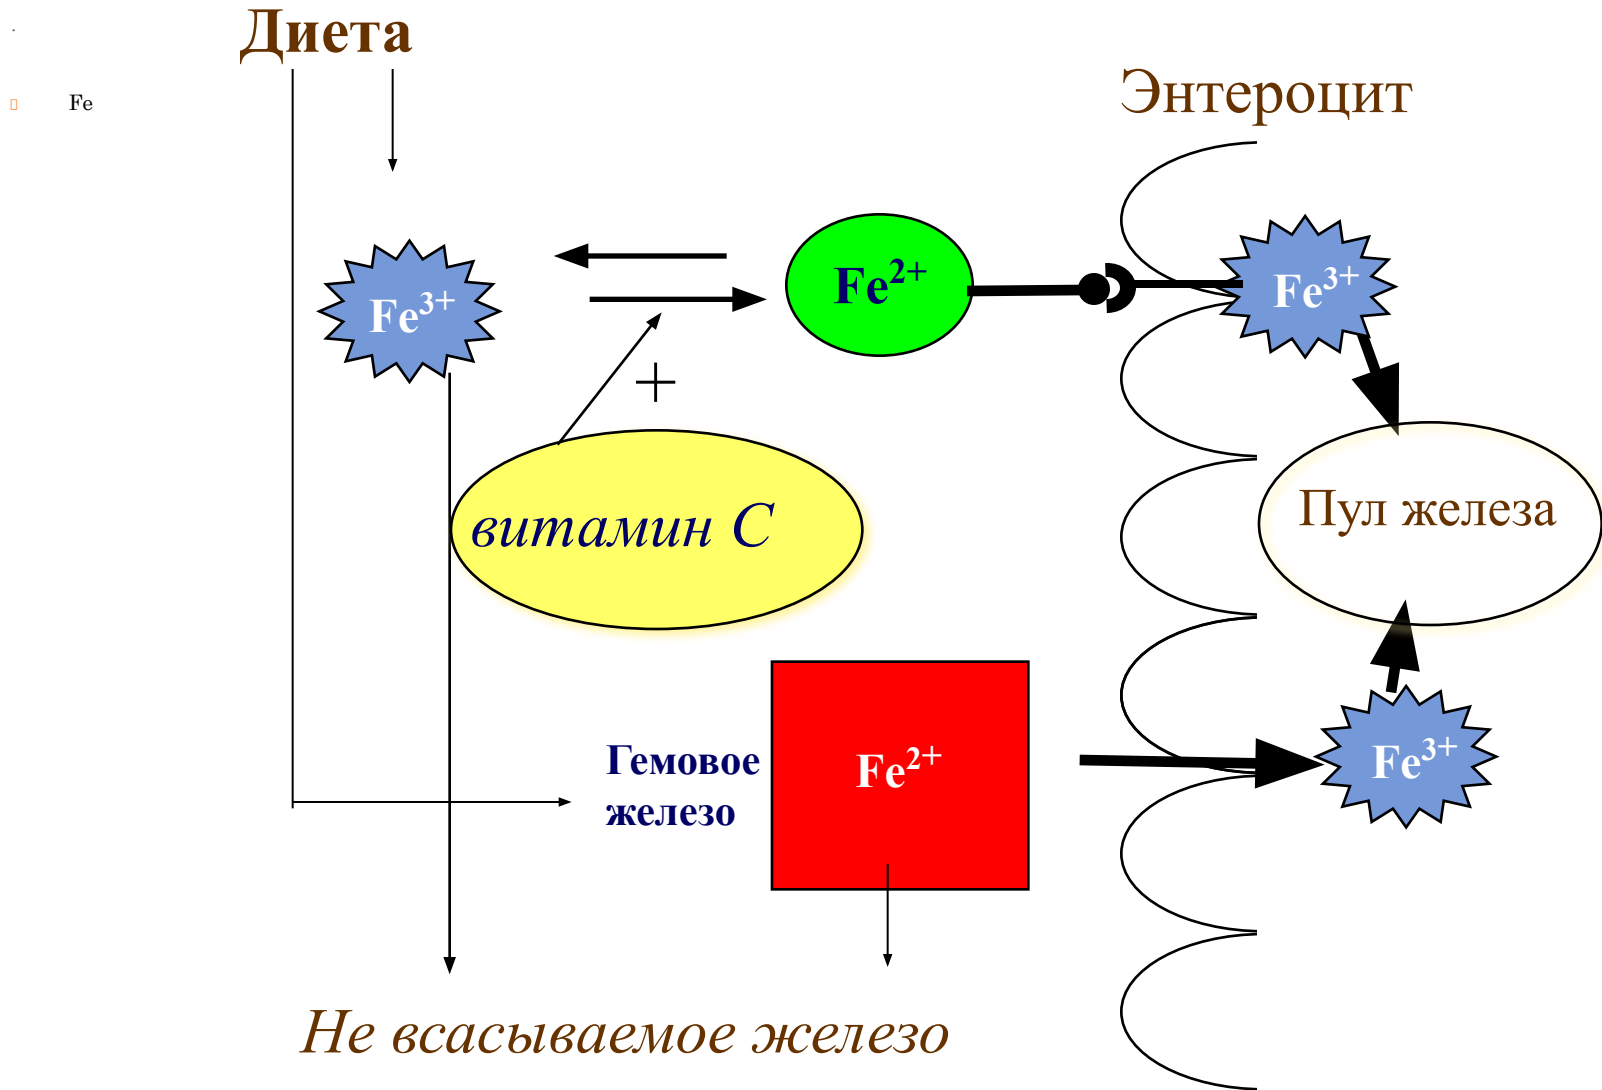 Диета
Fe
Энтероцит
Fe3+
Fe2+
Fe3+
+
витамин С
Пул железа
Гемовое
железо
Fe2+
Fe3+
Не всасываемое железо